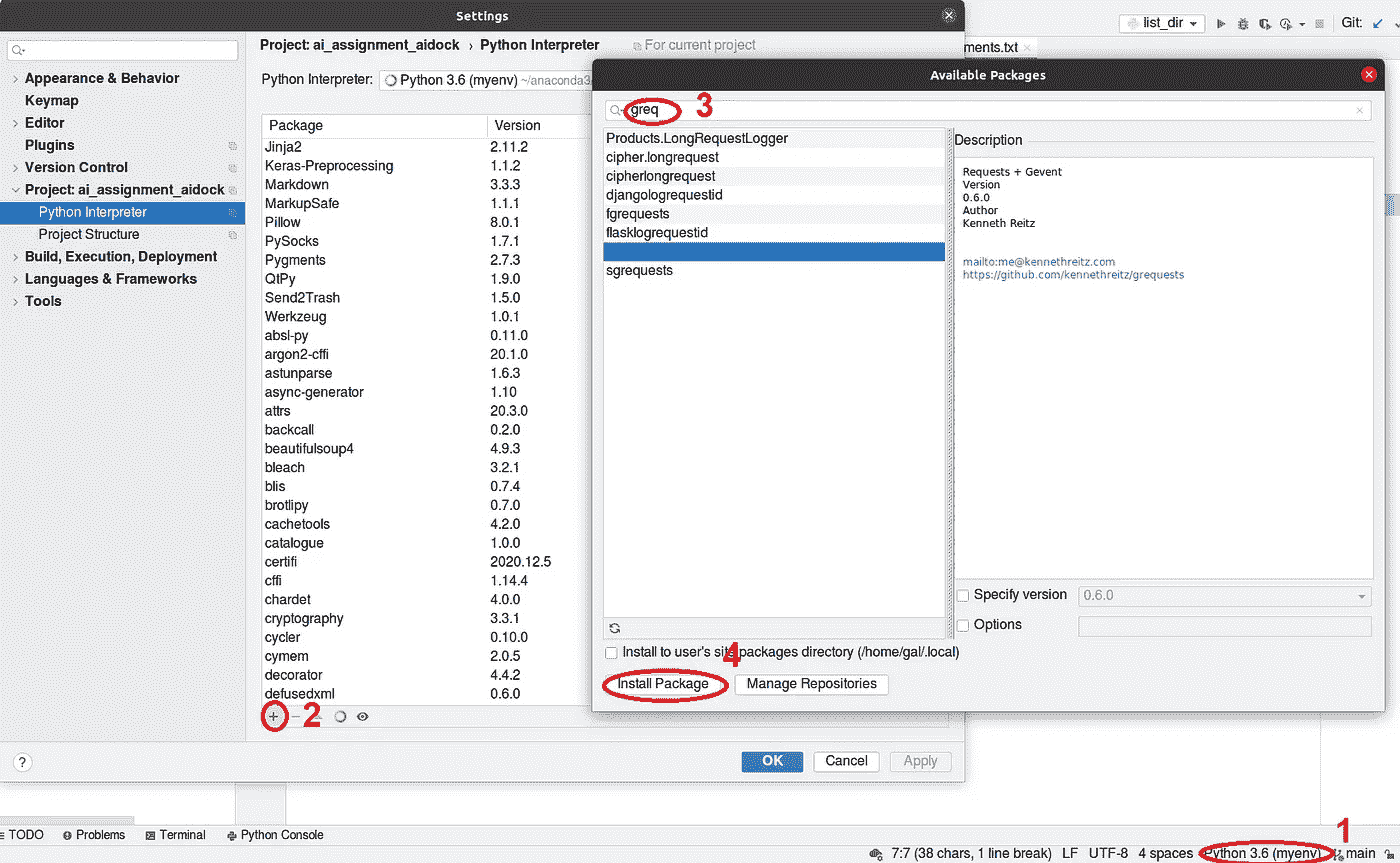 Settings
list_dir
Git:
Project: ai_assignment_aidock › Python Interpreter
For current project
ments.txt
Python Interpreter:
Python 3.6 (myenv) ~/anaconda3
Appearance & Behavior
Keymap
Editor
Plugins
Version Control
Project: ai_assignment_aidock
Python Interpreter
Project Structure
Build, Execution, Deployment
Languages & Frameworks
Tools
Package Version
Jinja2 2.11.2
Keras-Preprocessing 1.1.2
Markdown 3.3.3
MarkupSafe 1.1.1
Pillow 8.0.1
PySocks 1.7.1
Pygments 2.7.3
QtPy 1.9.0
Send2Trash 1.5.0
Werkzeug 1.0.1
absl-py 0.11.0
argon2-cffi 20.1.0
astunparse 1.6.3
async-generator 1.10
attrs 20.3.0
backcall 0.2.0
beautifulsoup4 4.9.3
bleach 3.2.1
blis 0.7.4
brotlipy 0.7.0
cachetools 4.2.0
catalogue 1.0.0
certifi 2020.12.5
cffi 1.14.4
chardet 4.0.0
cryptography 3.3.1
cycler 0.10.0
cymem 2.0.5
decorator 4.4.2
defusedxml 0.6.0
2
Available Packages
greq 3
Products.LongRequestLogger
cipher.longrequest
cipherlongrequest
djangologrequestid
fgrequests
flasklogrequestid
sgrequests
Description
Requests + Gevent
Version
0.6.0
Author
Kenneth Reitz
mailto:me@kennethreitz.com
https://github.com/kennethreitz/grequests
Specify version 0.6.0
Options
Install to user's site packages directory (/home/gal/.local)
4
Install Package Manage Repositories
? OK Cancel Apply
TODO Problems Terminal Python Console
1
7:7 (38 chars, 1 line break) LF UTF-8 4 spaces Python 3.6 (myenv) main